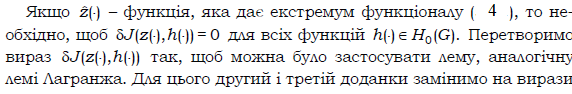 Якщо ẑ(·) – функція, яка дає екстремум функціоналу ( 4 ), то не-
обхідно, щоб δJ(z(·),h(·)) = 0 для всіх функцій h(·) ∈ H₀(G). Перетворимо
вираз δJ(z(·),h(·)) так, щоб можна було застосувати лему, аналогічну
лемі Лагранжа. Для цього другий і третій доданки замінимо на вирази